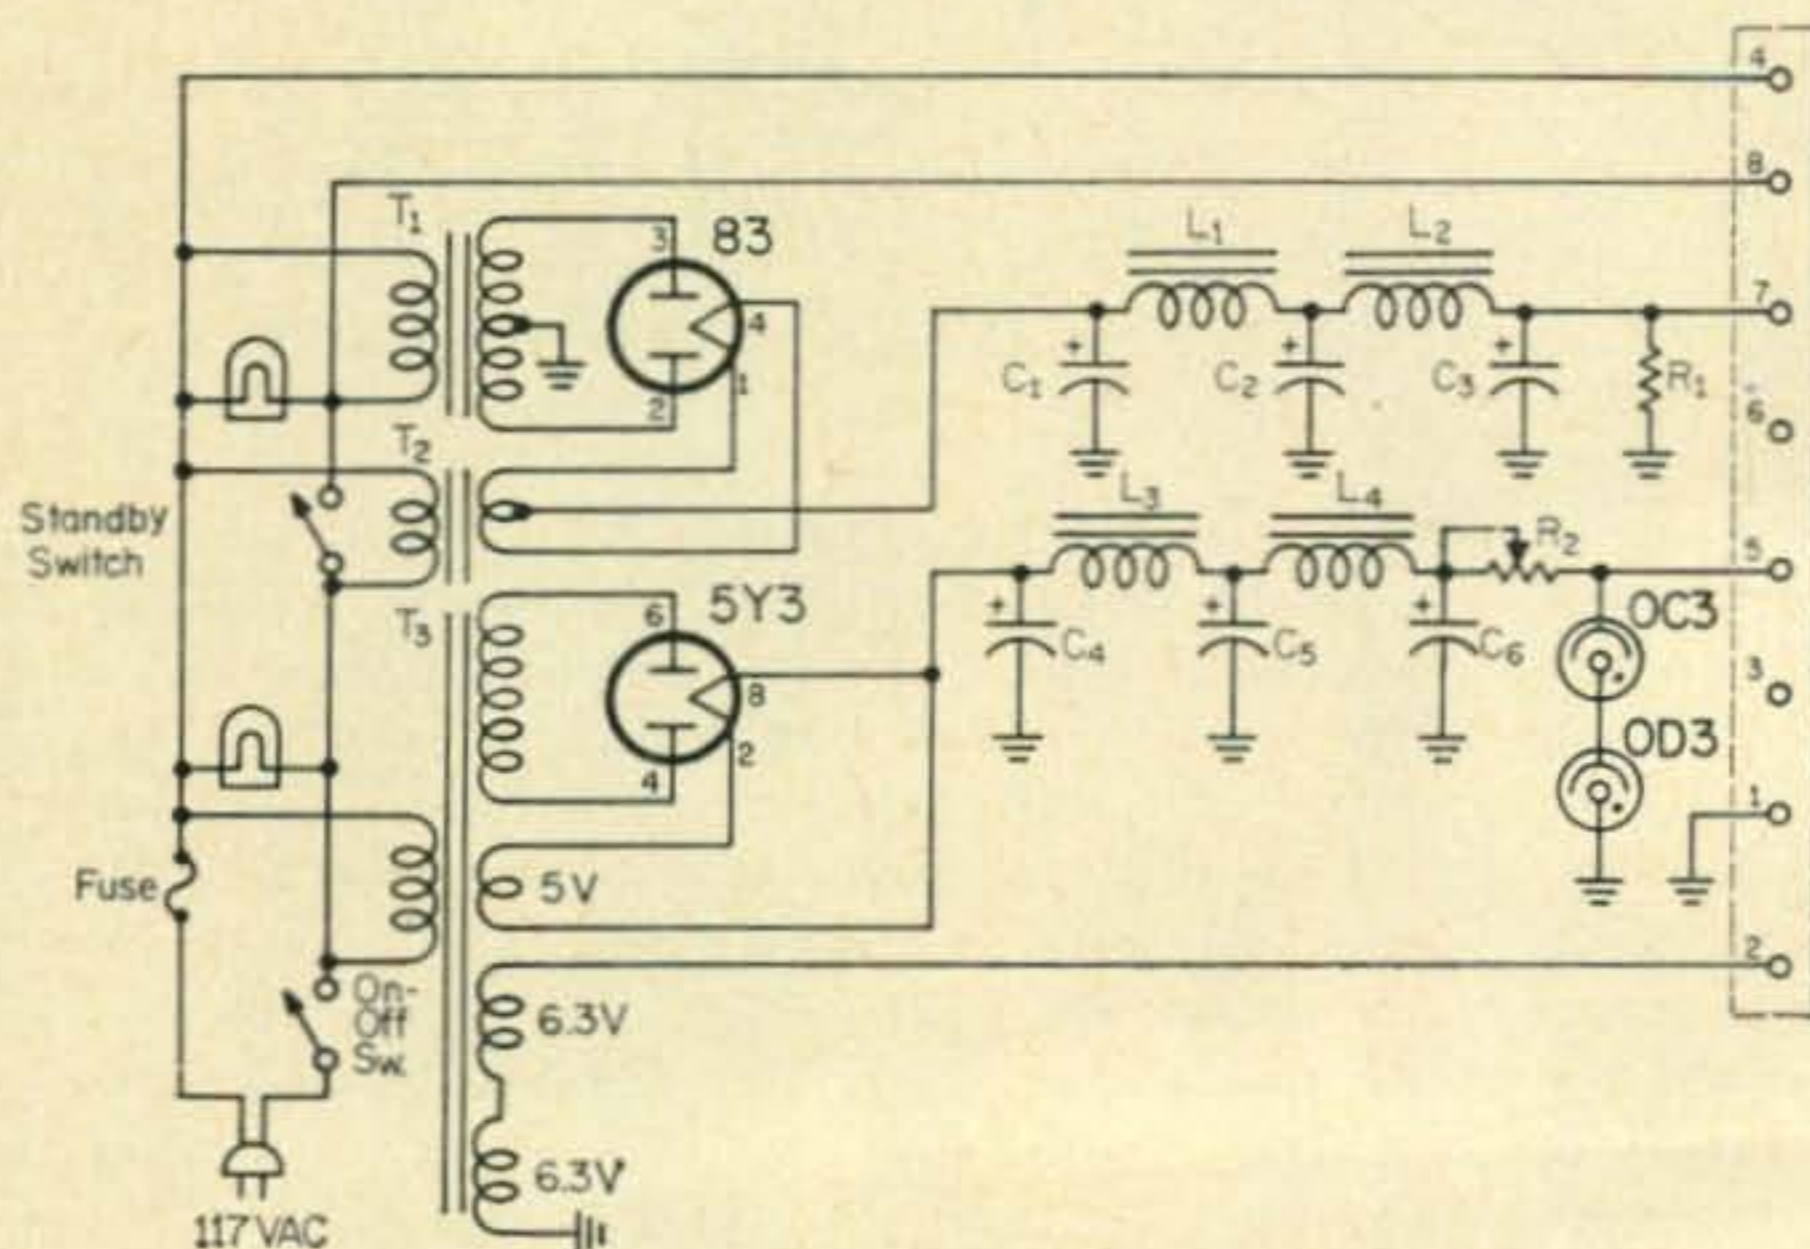 4
8
T1
3
83
4
2
1
L1
L2
7
+
C1
+
C2
+
C3
R1
6
T2
Standby
Switch
L3
L4
R2
5
T3
6
5Y3
8
4
2
+
C4
+
C5
+
C6
OC3
3
OD3
1
Fuse
5V
2
On-
Off
Sw.
6.3V
6.3V
117 VAC